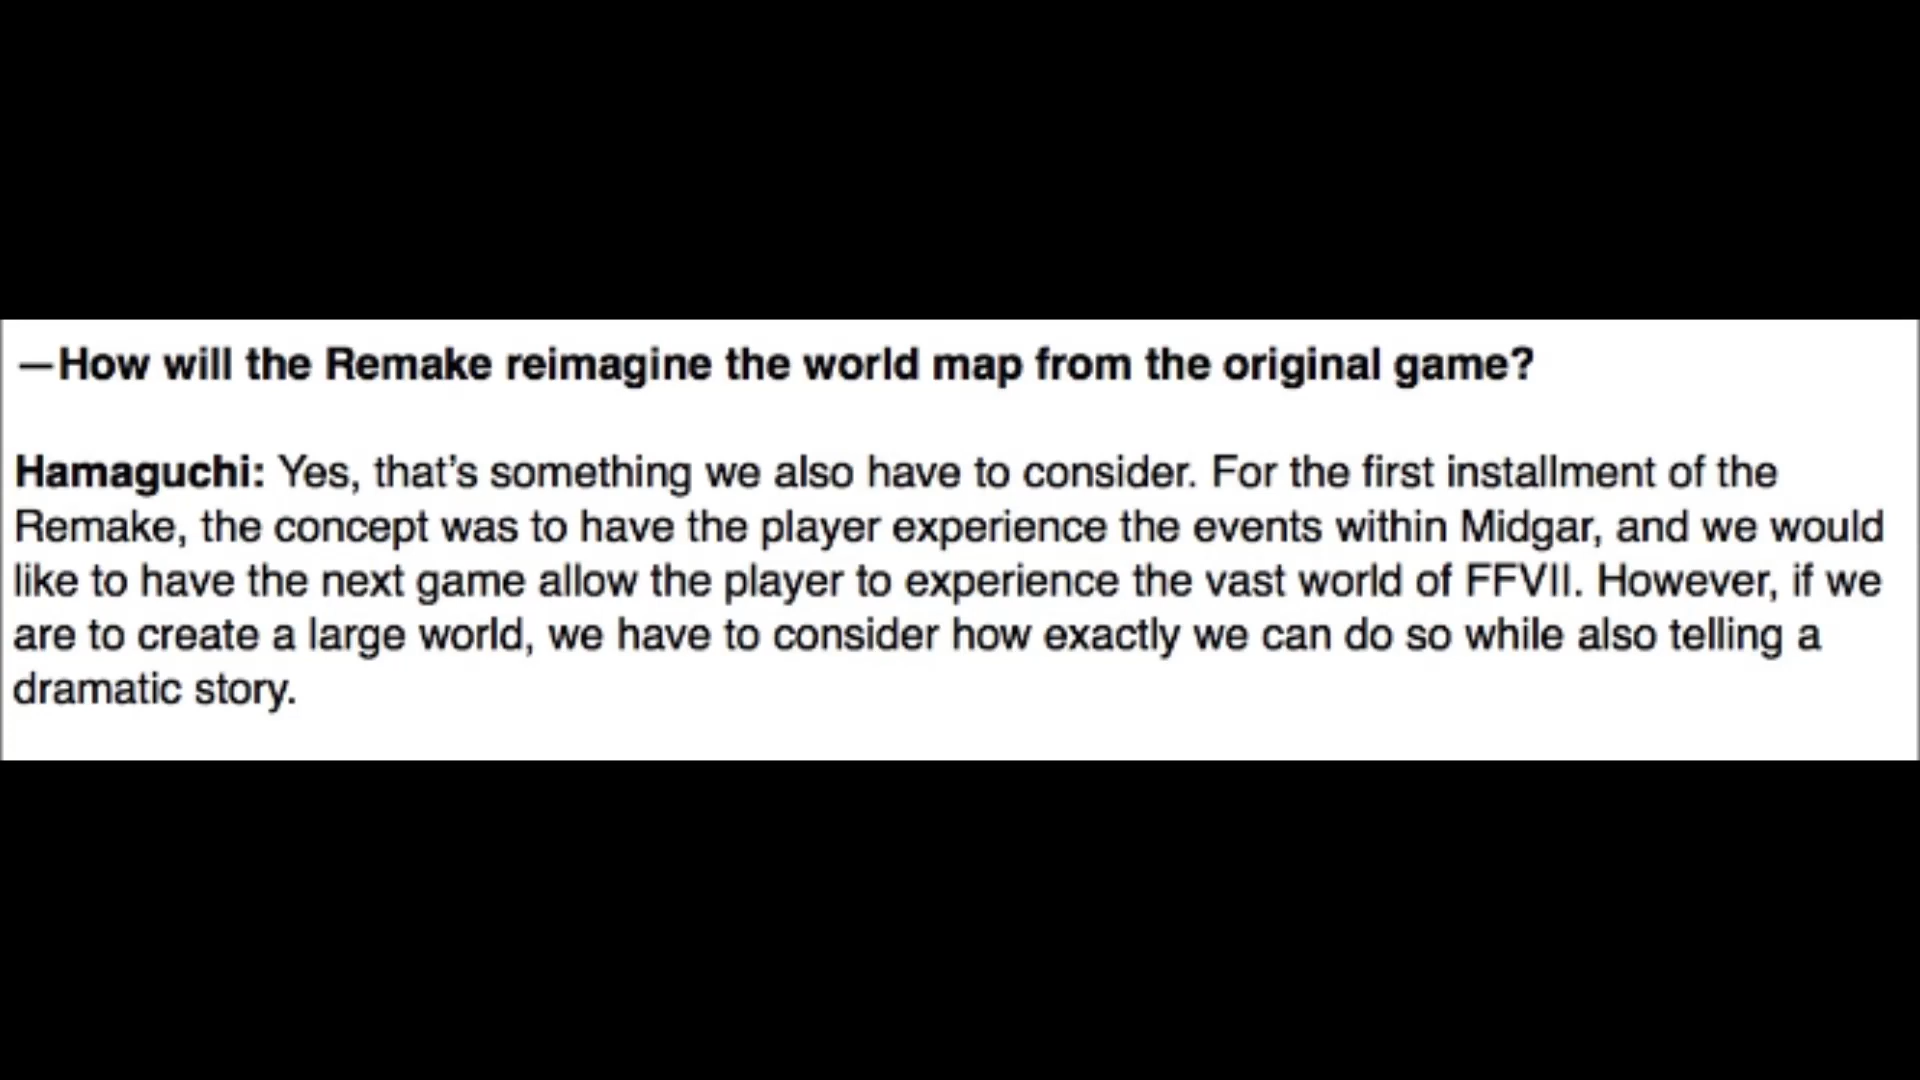 —How will the Remake reimagine the world map from the original game?
Hamaguchi: Yes, that’s something we also have to consider. For the first installment of the
Remake, the concept was to have the player experience the events within Midgar, and we would
like to have the next game allow the player to experience the vast world of FFVII. However, if we
are to create a large world, we have to consider how exactly we can do so while also telling a
dramatic story.